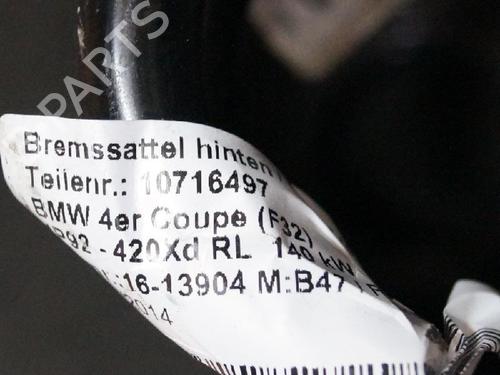 PARTS
Bremssattel hinten
Teilenr.: 10716497
BMW 4er Coupe (F32)
- 420Xd RL 140 kW
:16-13904 M:B47
2014